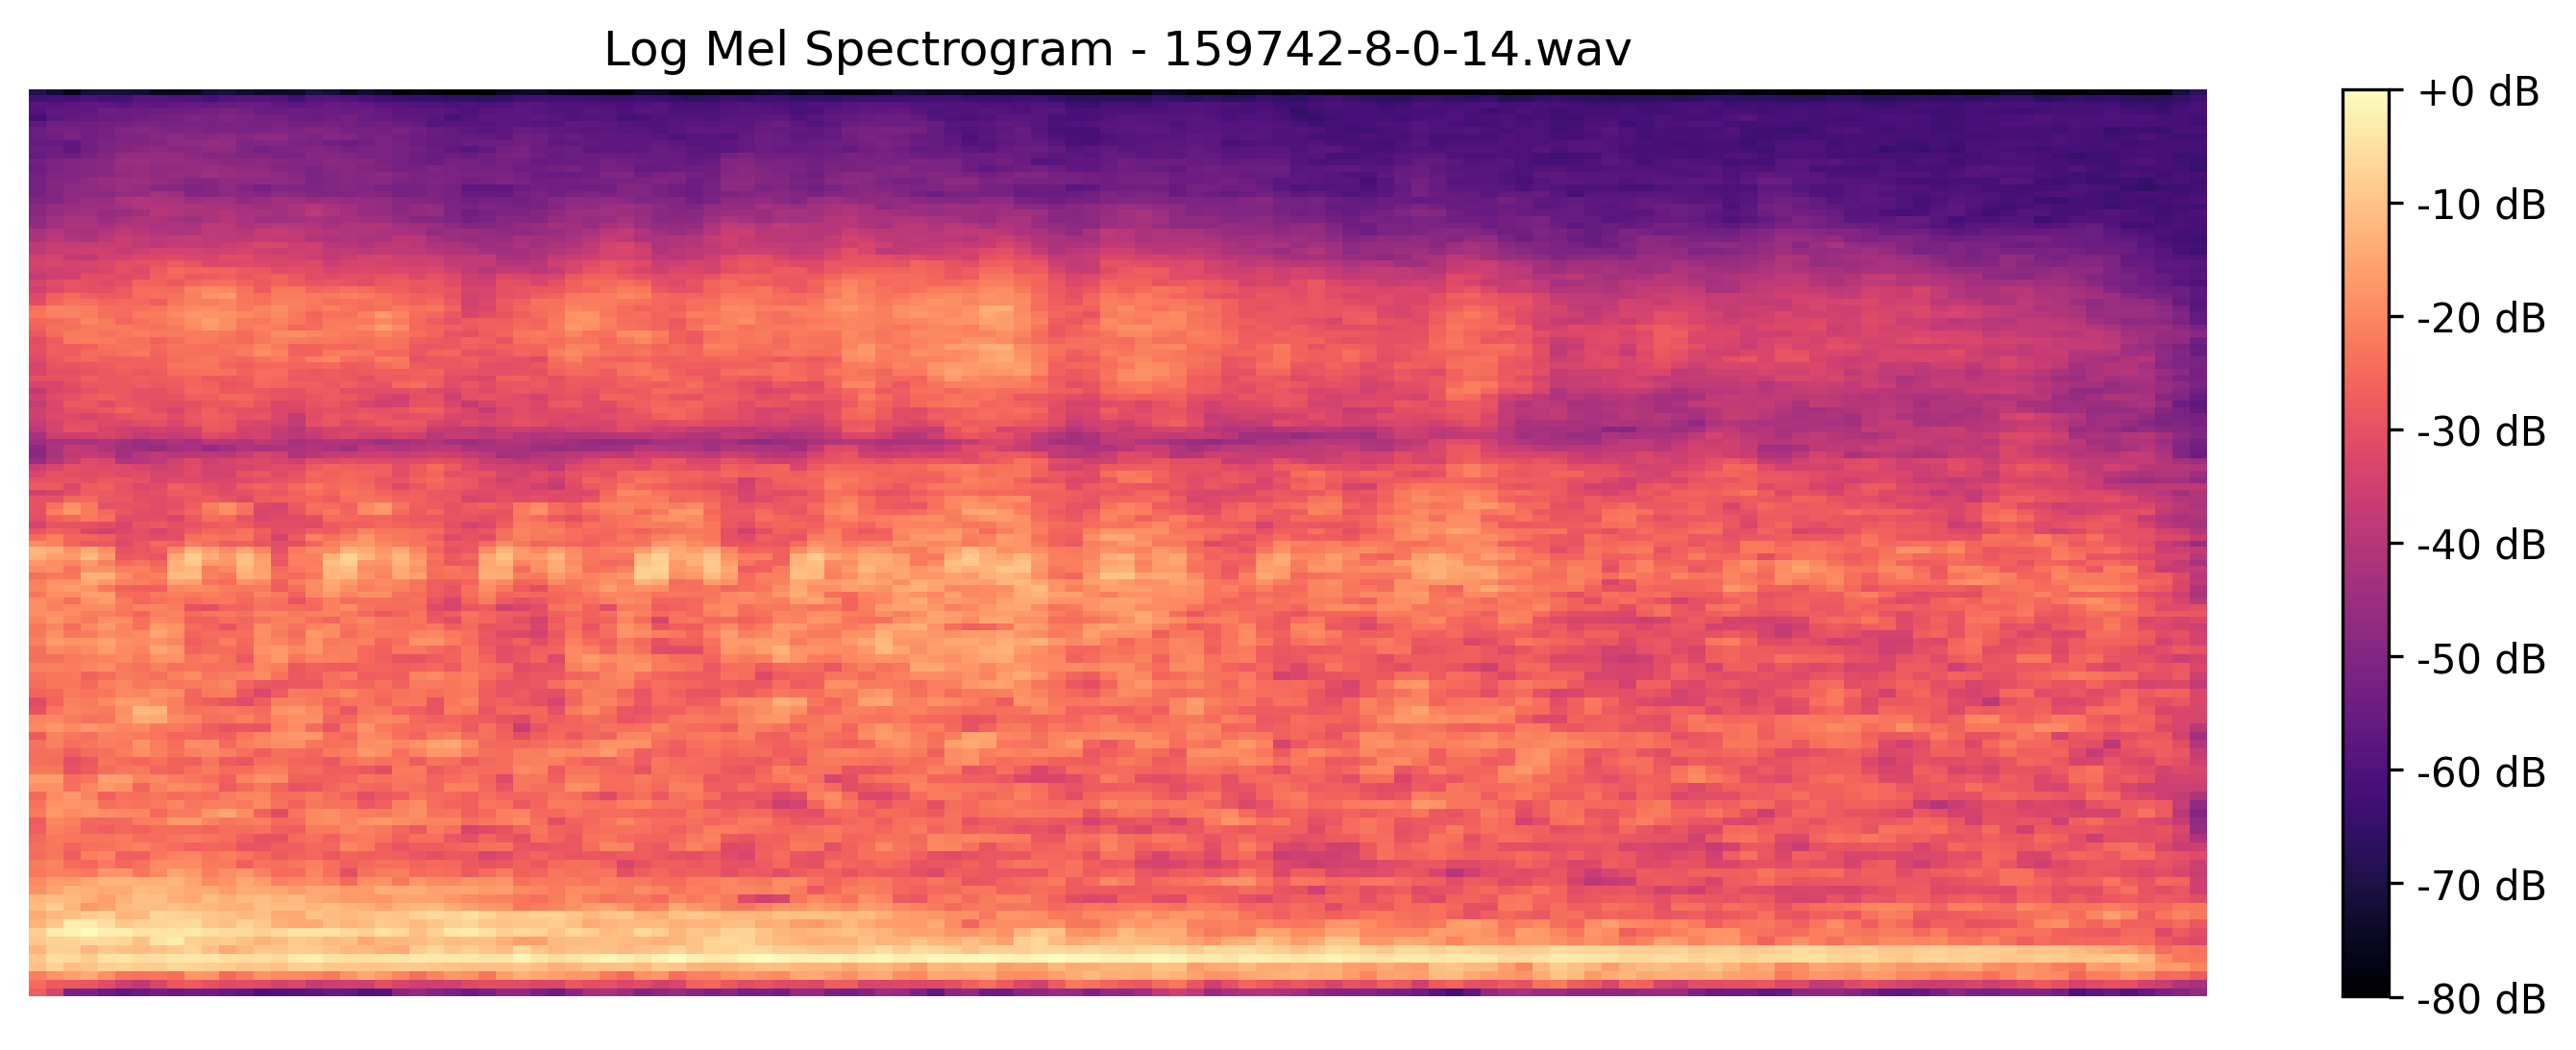 Log Mel Spectrogram - 159742-8-0-14.wav
+0 dB
-10 dB
-20 dB
-30 dB
-40 dB
-50 dB
-60 dB
-70 dB
-80 dB